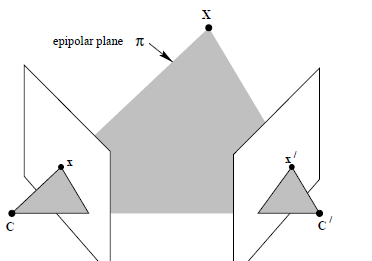 X
epipolar plane π
x
x /
C
C /